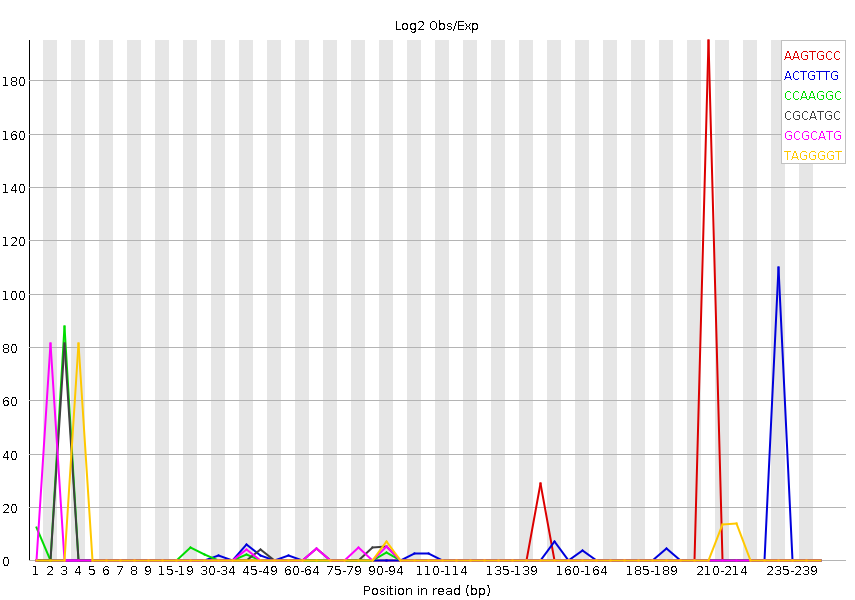 Log2 Obs/Exp
AAGTGCC
ACTGTTG
CCAAGGC
CGCATGC
GCGCATG
TAGGGGT
180
160
140
120
100
80
60
40
20
0
1 2 3 4 5 6 7 8 9 15-19 30-34 45-49 60-64 75-79 90-94 110-114 135-139 160-164 185-189 210-214 235-239
Position in read (bp)